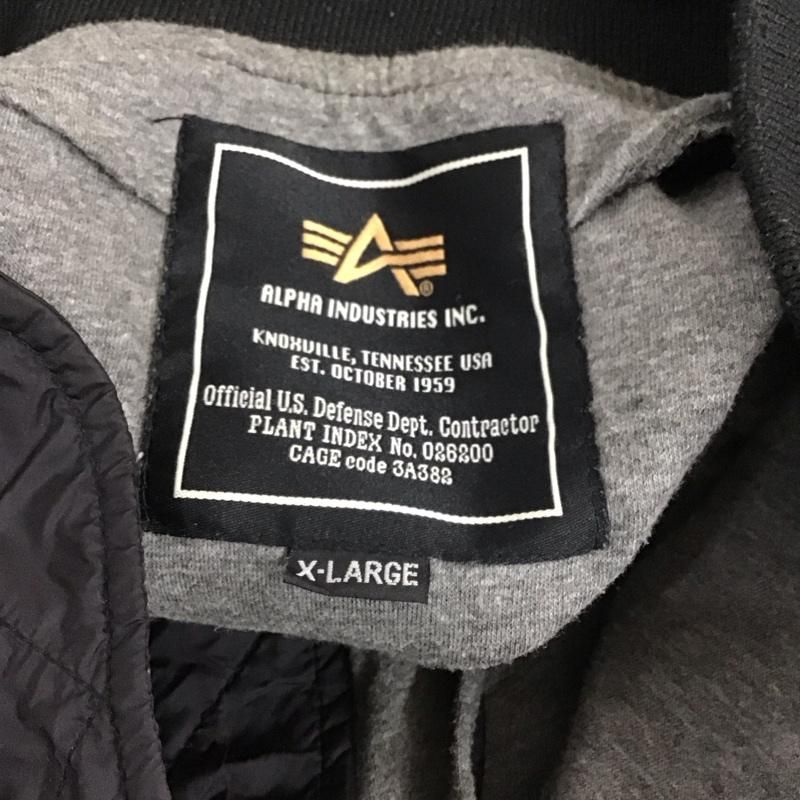 ®
ALPHA INDUSTRIES INC.
KNOXVILLE, TENNESSEE USA
EST. OCTOBER 1959
Official U.S. Defense Dept. Contractor
PLANT INDEX No. 026200
CAGE code 3A382
X-LARGE